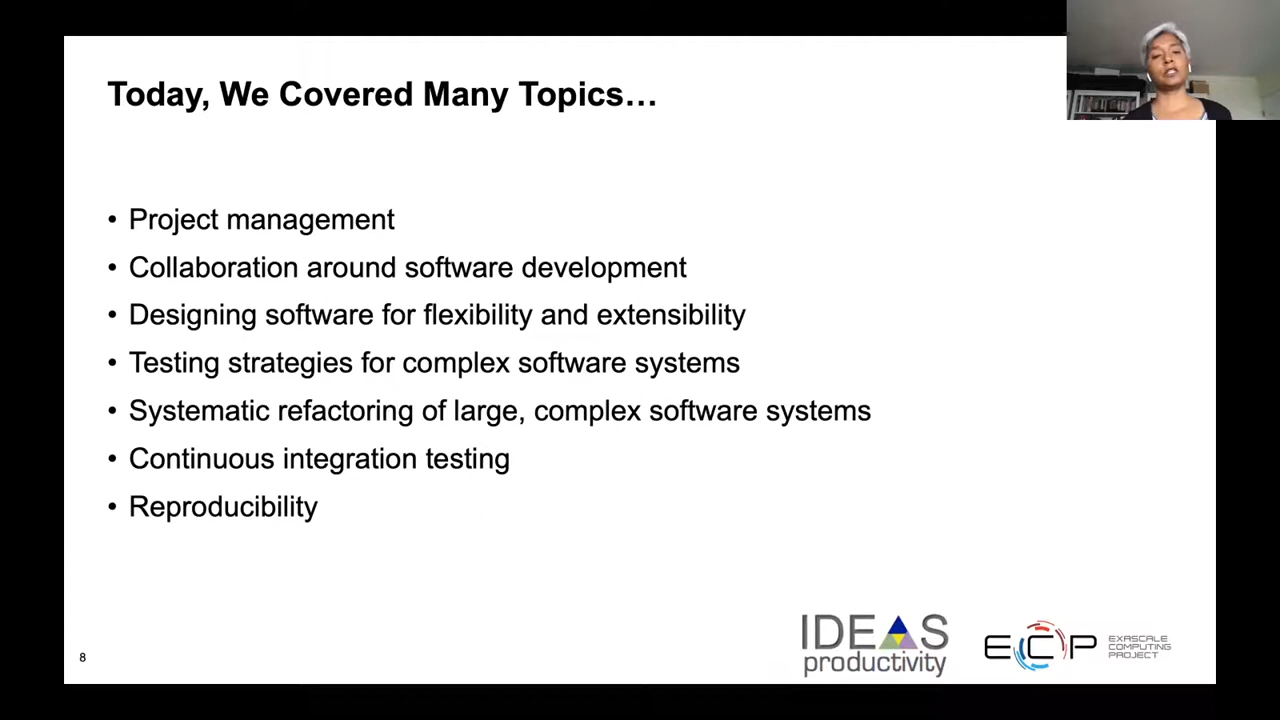 Today, We Covered Many Topics…
• Project management
• Collaboration around software development
• Designing software for flexibility and extensibility
• Testing strategies for complex software systems
• Systematic refactoring of large, complex software systems
• Continuous integration testing
• Reproducibility
8
IDEAS
productivity
ECP
EXASCALE
COMPUTING
PROJECT